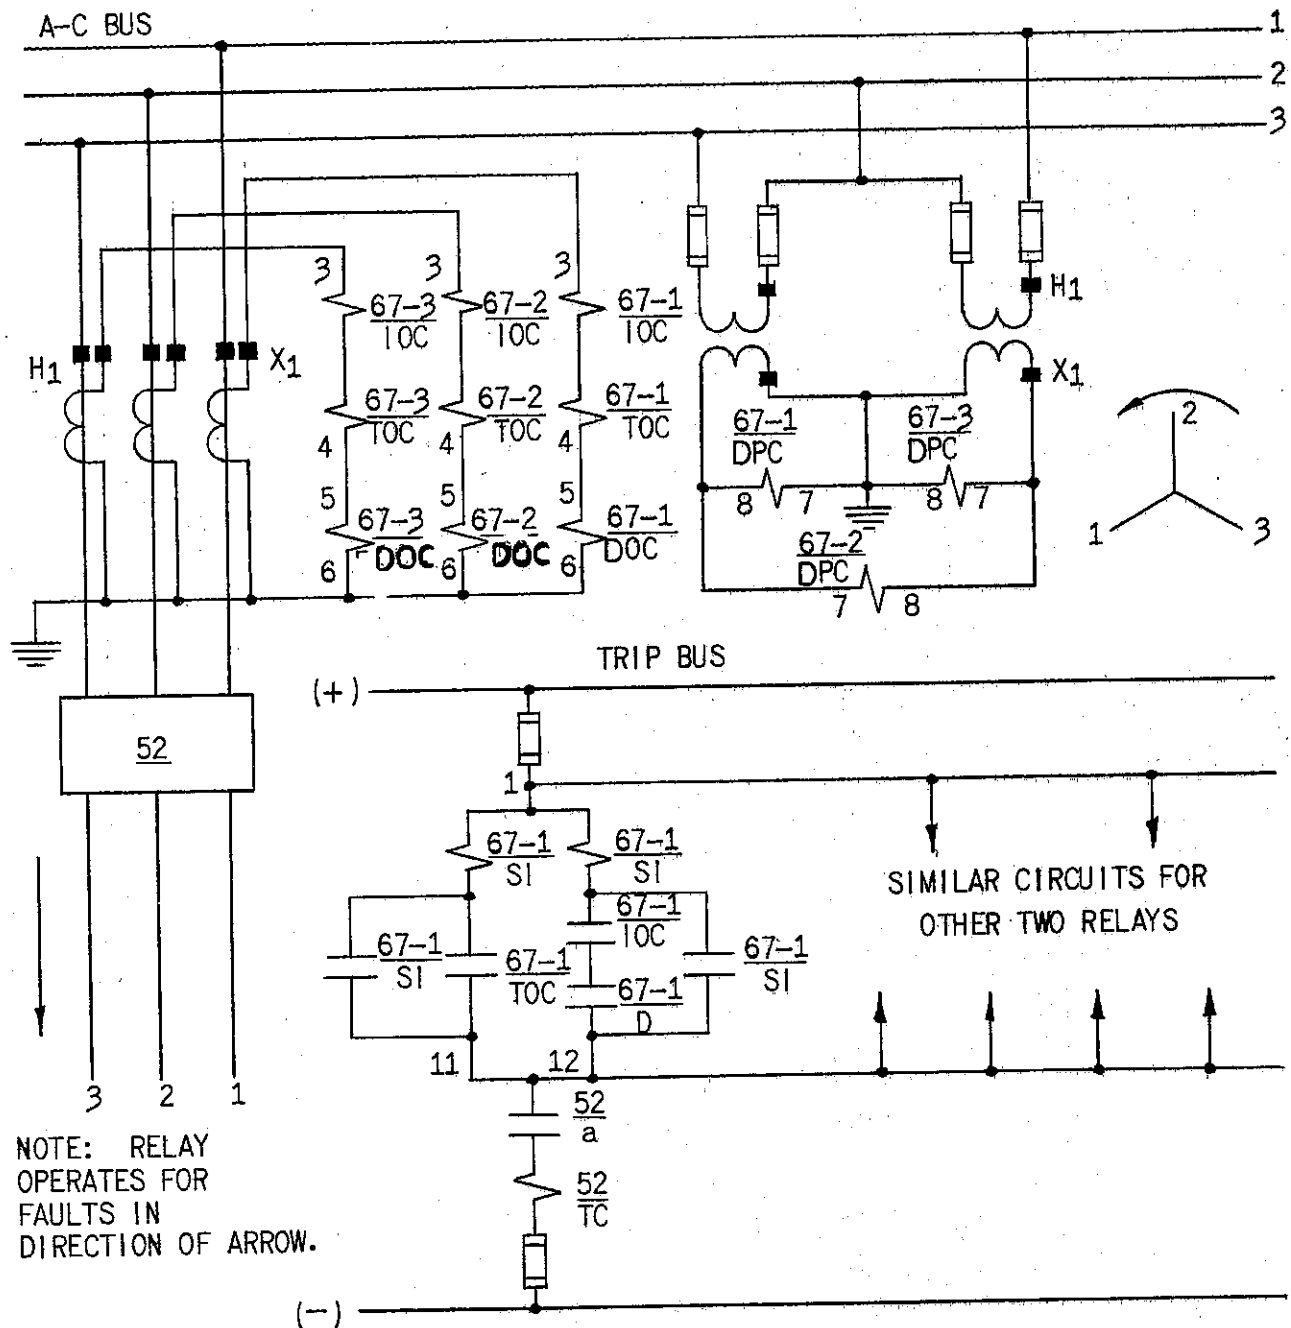 A-C BUS
1
2
3
3
3
3
67-3
IOC
67-2
IOC
67-1
IOC
H1
H1
X1
X1
67-3
TOC
67-2
TOC
67-1
TOC
4
4
4
67-1
DPC
67-3
DPC
8
7
8
7
2
1
3
5
5
5
67-3
DOC
67-2
DOC
67-1
DOC
6
6
6
67-2
DPC
7
8
TRIP BUS
(+)
52
1
67-1
SI
67-1
SI
SIMILAR CIRCUITS FOR
OTHER TWO RELAYS
67-1
SI
67-1
TOC
67-1
IOC
67-1
D
67-1
SI
11
12
3
2
1
52
a
52
TC
NOTE: RELAY
OPERATES FOR
FAULTS IN
DIRECTION OF ARROW.
(-)